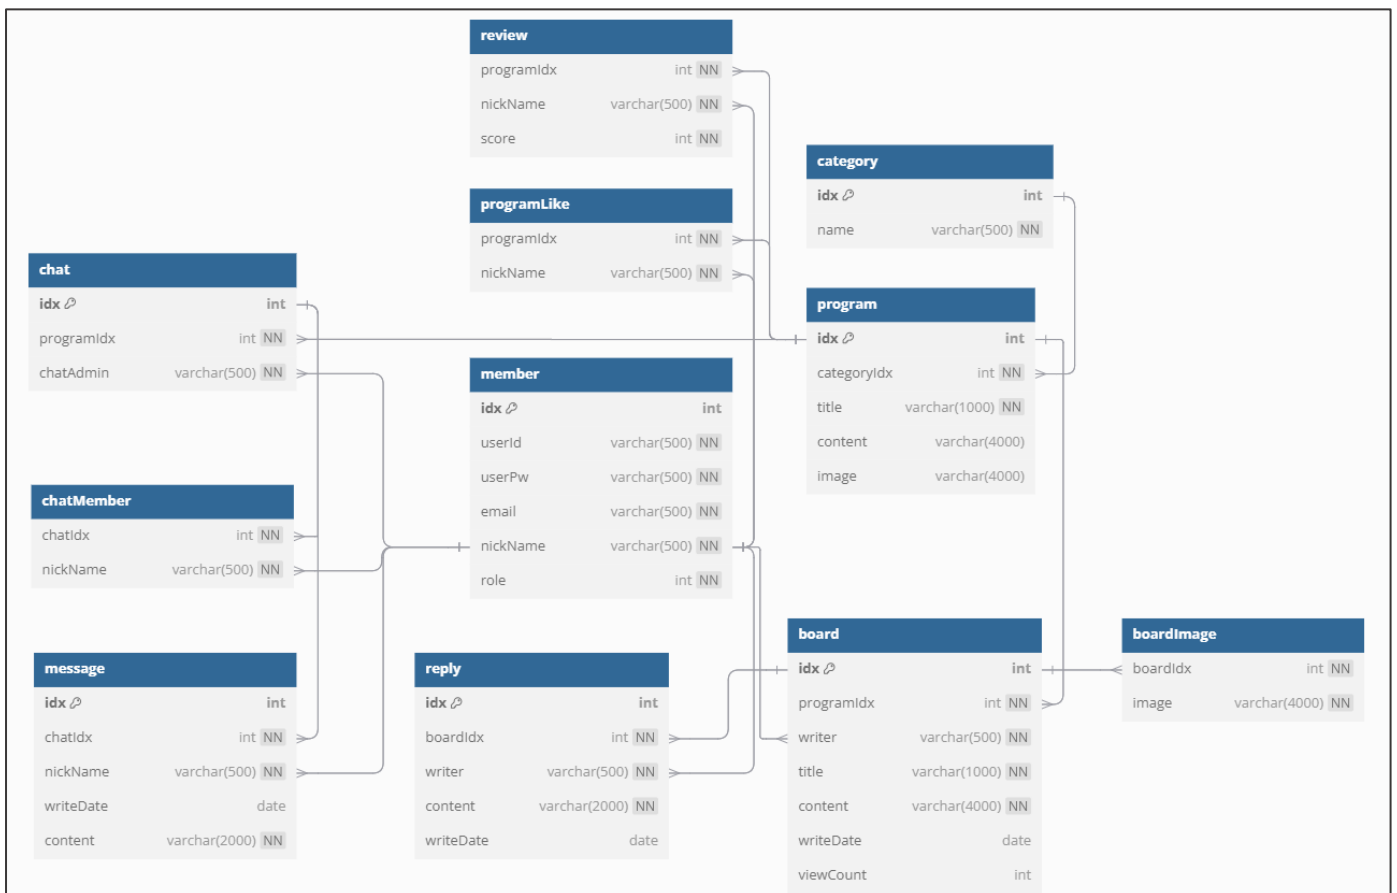 review
programIdx int NN
nickName varchar(500) NN
score int NN
programLike
programIdx int NN
nickName varchar(500) NN
category
idx int
name varchar(500) NN
chat
idx int
programIdx int NN
chatAdmin varchar(500) NN
program
idx int
categoryIdx int NN
title varchar(1000) NN
content varchar(4000)
image varchar(4000)
member
idx int
userId varchar(500) NN
userPw varchar(500) NN
email varchar(500) NN
nickName varchar(500) NN
role int NN
chatMember
chatIdx int NN
nickName varchar(500) NN
message
idx int
chatIdx int NN
nickName varchar(500) NN
writeDate date
content varchar(2000) NN
reply
idx int
boardIdx int NN
writer varchar(500) NN
content varchar(2000) NN
writeDate date
board
idx int
programIdx int NN
writer varchar(500) NN
title varchar(1000) NN
content varchar(4000) NN
writeDate date
viewCount int
boardImage
boardIdx int NN
image varchar(4000) NN